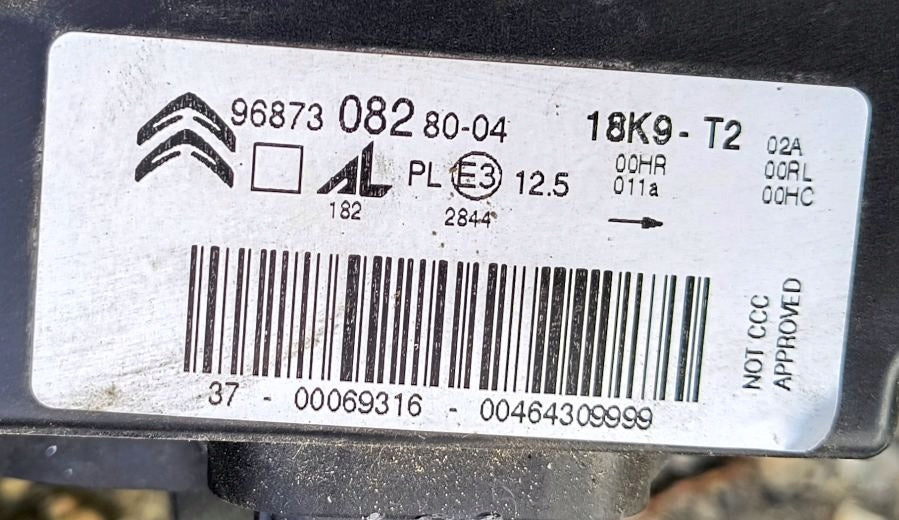 96873 082 80-04 18K9-T2
02A
00RL
00HC
00HR
011a
AL PL E3 12.5
182
2844
37 - 00069316 - 00464309999
NOT CCC
APPROVED